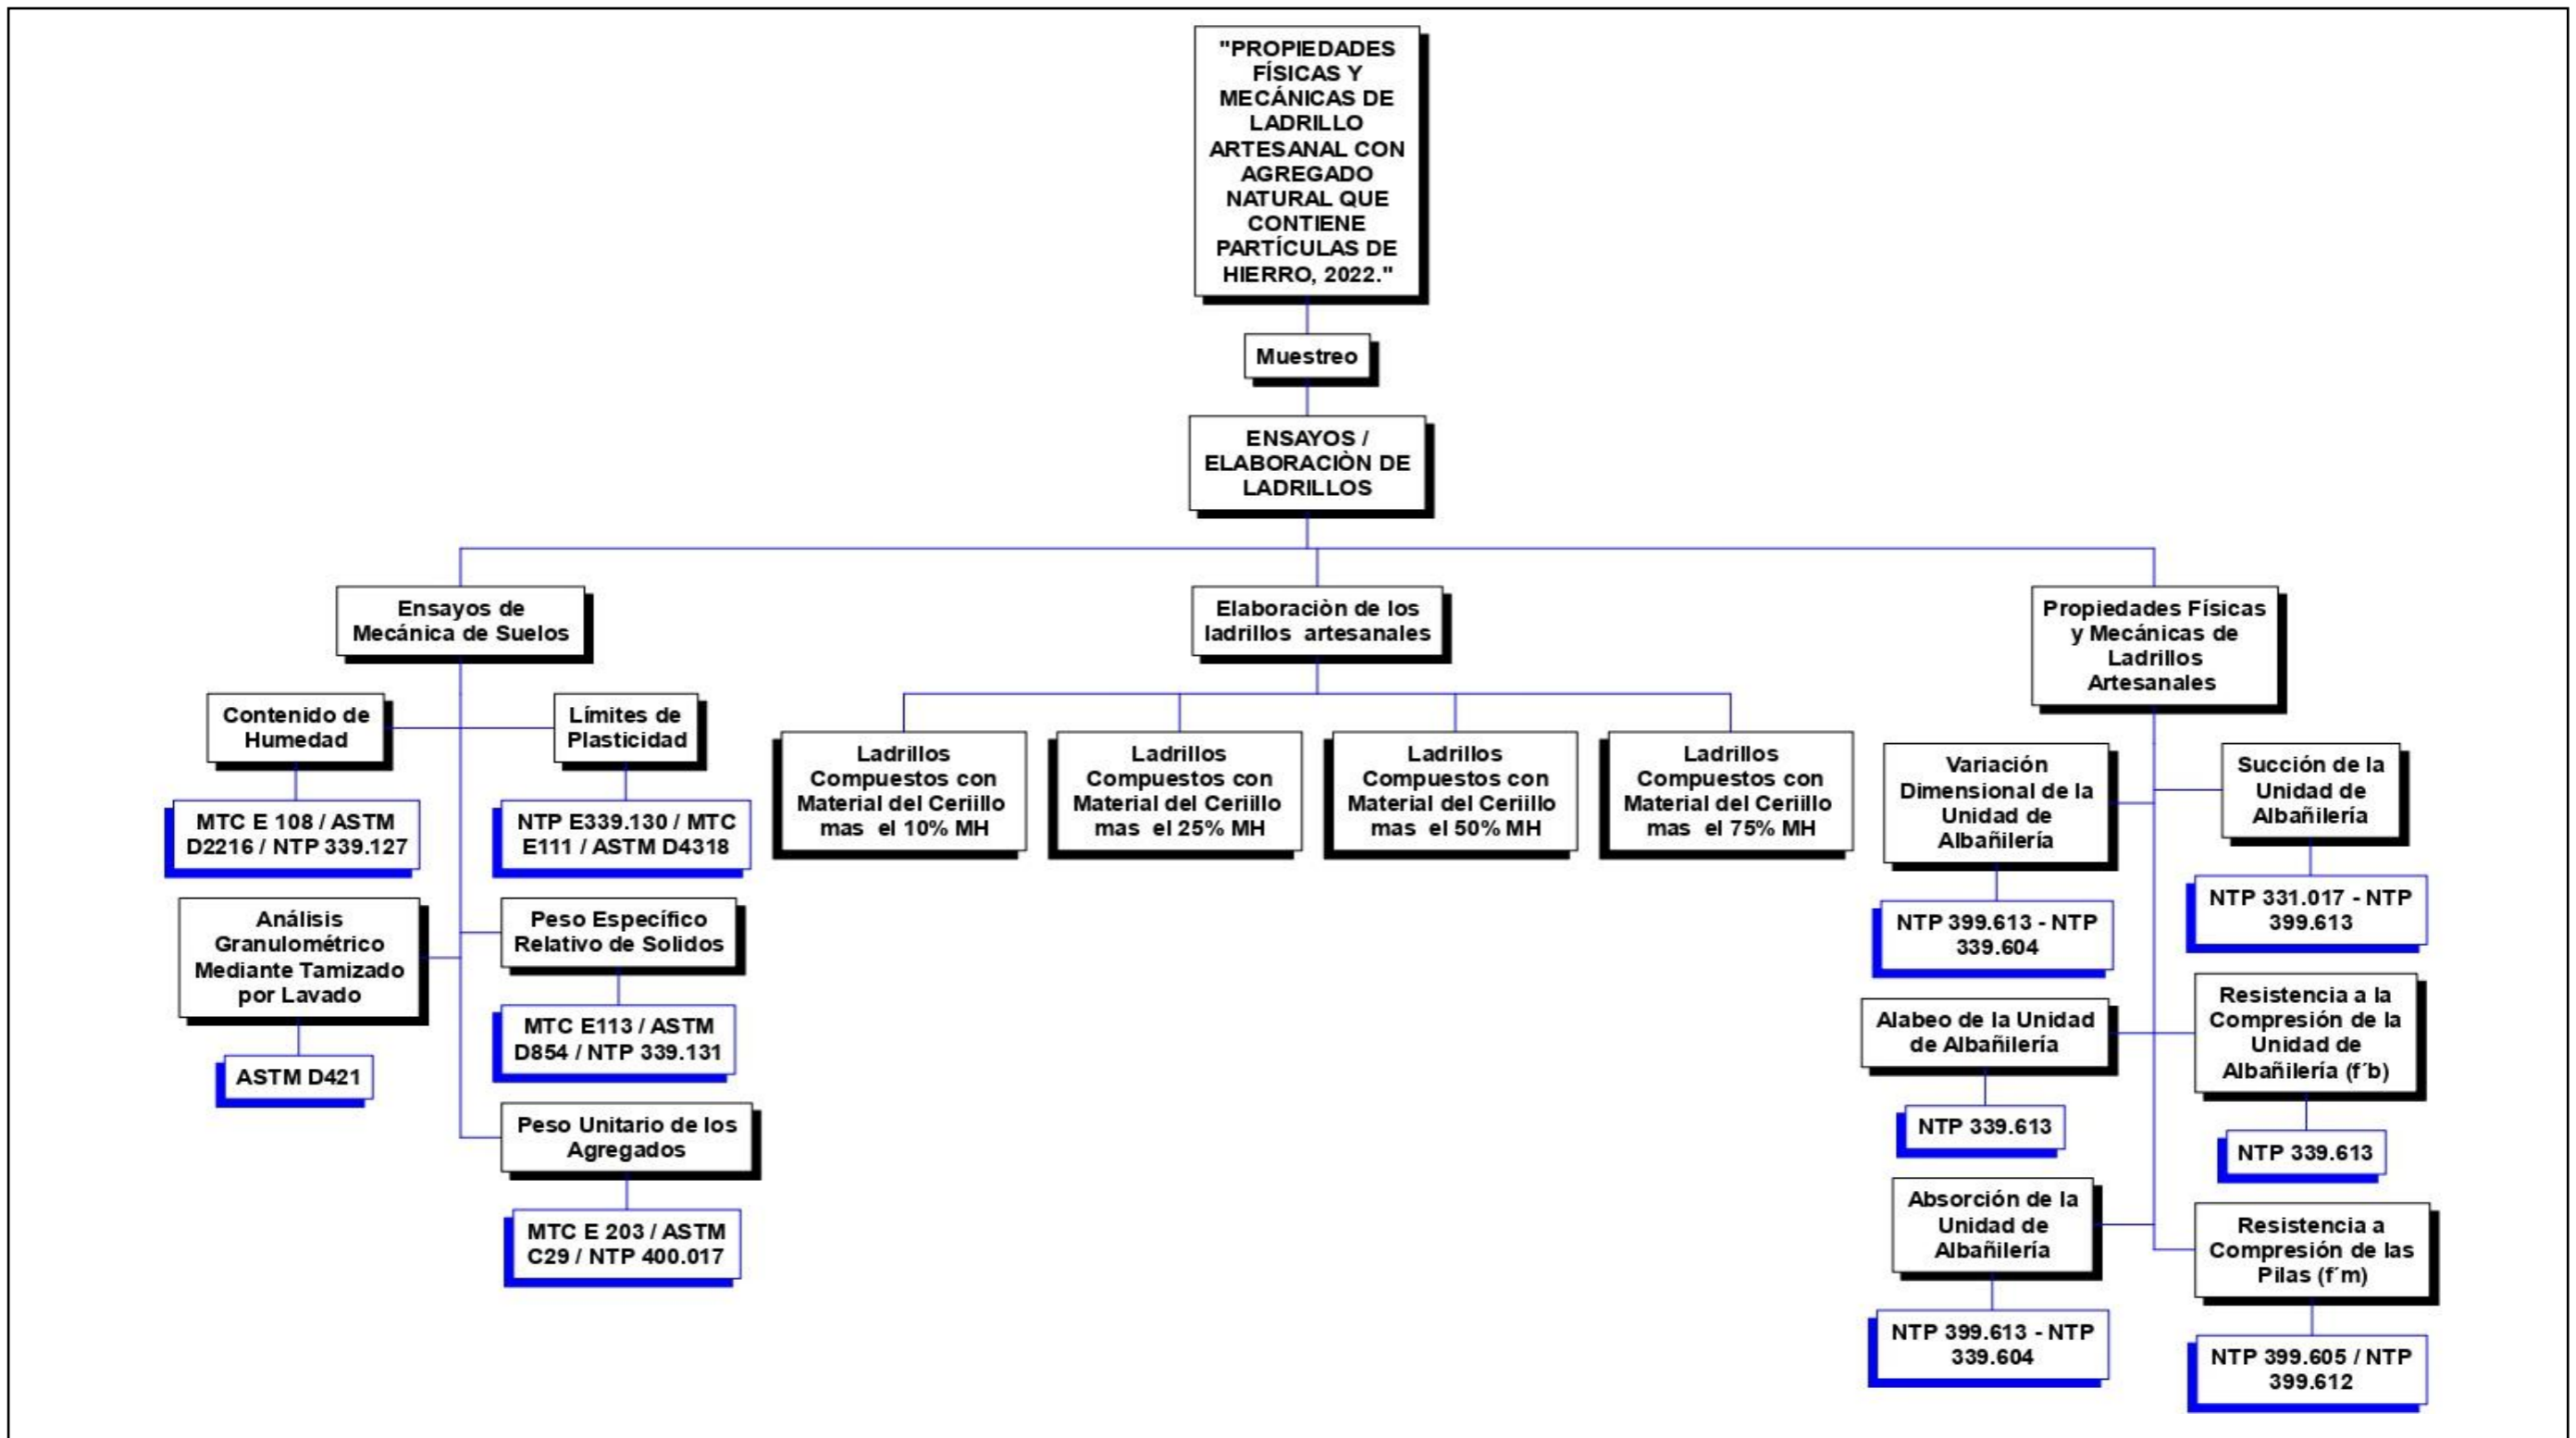 "PROPIEDADES
FÍSICAS Y
MECÁNICAS DE
LADRILLO
ARTESANAL CON
AGREGADO
NATURAL QUE
CONTIENE
PARTÍCULAS DE
HIERRO, 2022."
Muestreo
ENSAYOS /
ELABORACIÒN DE
LADRILLOS
Ensayos de
Mecánica de Suelos
Contenido de
Humedad
MTC E 108 / ASTM
D2216 / NTP 339.127
Límites de
Plasticidad
NTP E339.130 / MTC
E111 / ASTM D4318
Análisis
Granulométrico
Mediante Tamizado
por Lavado
ASTM D421
Peso Específico
Relativo de Solidos
MTC E113 / ASTM
D854 / NTP 339.131
Peso Unitario de los
Agregados
MTC E 203 / ASTM
C29 / NTP 400.017
Elaboraciòn de los
ladrillos artesanales
Ladrillos
Compuestos con
Material del Ceriillo
mas el 10% MH
Ladrillos
Compuestos con
Material del Ceriillo
mas el 25% MH
Ladrillos
Compuestos con
Material del Ceriillo
mas el 50% MH
Ladrillos
Compuestos con
Material del Ceriillo
mas el 75% MH
Propiedades Físicas
y Mecánicas de
Ladrillos
Artesanales
Variación
Dimensional de la
Unidad de
Albañilería
NTP 399.613 - NTP
339.604
Succión de la
Unidad de
Albañilería
NTP 331.017 - NTP
399.613
Alabeo de la Unidad
de Albañilería
NTP 339.613
Resistencia a la
Compresión de la
Unidad de
Albañilería (f´b)
NTP 339.613
Absorción de la
Unidad de
Albañilería
NTP 399.613 - NTP
339.604
Resistencia a
Compresión de las
Pilas (f´m)
NTP 399.605 / NTP
399.612